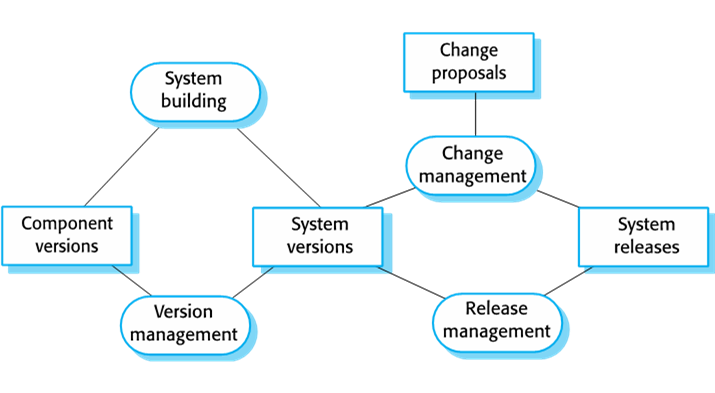 Change
proposals
System
building
Change
management
Component
versions
System
versions
System
releases
Version
management
Release
management